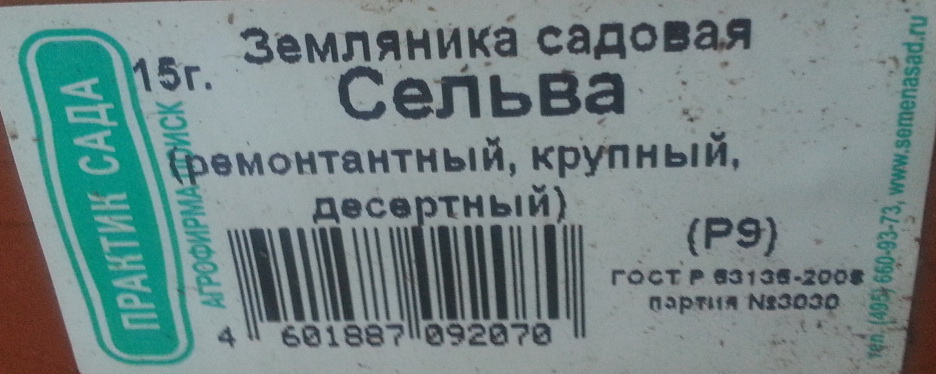 ПРАКТИК САДА
АГРОФИРМА ПОИСК
15г.
Земляника садовая
Сельва
(ремонтантный, крупный,
десертный)
(P9)
ГОСТ Р 53135-2008
партия №3030
4 601887 092070
тел. (495) 660-93-73, www.semenasad.ru